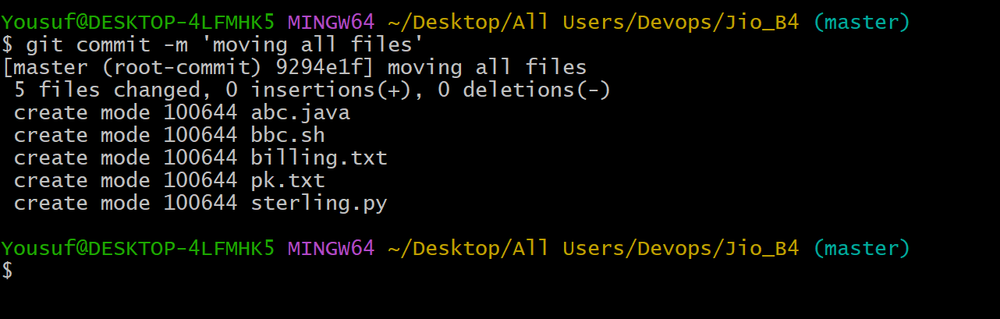 Yousuf@DESKTOP-4LFMHK5 MINGW64 ~/Desktop/All Users/Devops/Jio_B4 (master)
$ git commit -m 'moving all files'
[master (root-commit) 9294e1f] moving all files
 5 files changed, 0 insertions(+), 0 deletions(-)
 create mode 100644 abc.java
 create mode 100644 bbc.sh
 create mode 100644 billing.txt
 create mode 100644 pk.txt
 create mode 100644 sterling.py
Yousuf@DESKTOP-4LFMHK5 MINGW64 ~/Desktop/All Users/Devops/Jio_B4 (master)
$